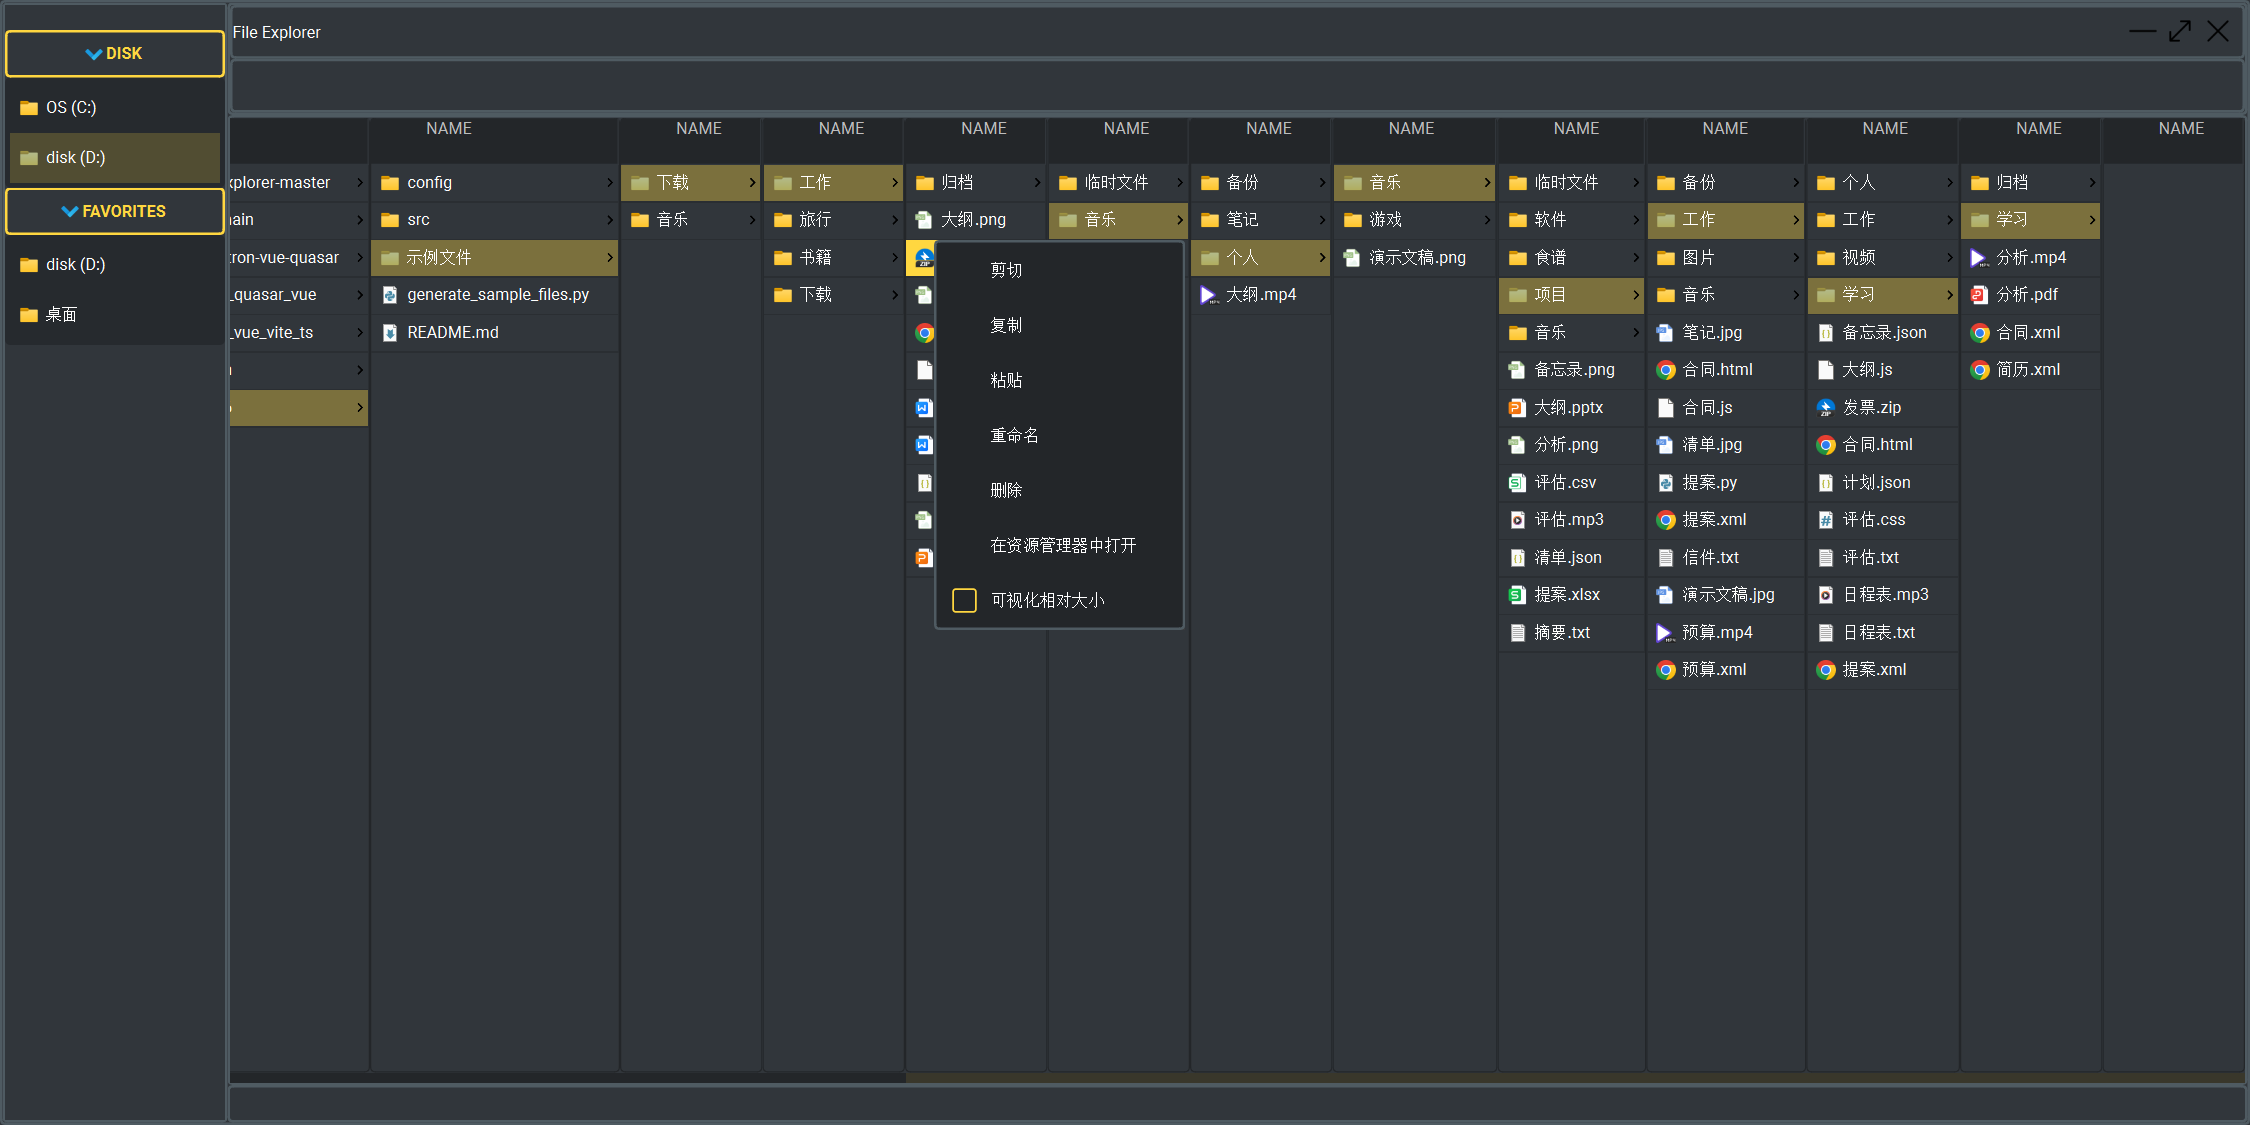 File Explorer
DISK
OS (C:)
disk (D:)
FAVORITES
disk (D:)
桌面
NAME
NAME
NAME
NAME
NAME
NAME
NAME
NAME
NAME
NAME
NAME
NAME
xplorer-master
ain
tron-vue-quasar
_quasar_vue
_vue_vite_ts
config
src
示例文件
generate_sample_files.py
README.md
下载
音乐
工作
旅行
书籍
下载
归档
大纲.png
剪切
复制
粘贴
重命名
删除
在资源管理器中打开
可视化相对大小
临时文件
音乐
备份
笔记
个人
大纲.mp4
音乐
游戏
演示文稿.png
临时文件
软件
食谱
项目
音乐
备忘录.png
大纲.pptx
分析.png
评估.csv
评估.mp3
清单.json
提案.xlsx
摘要.txt
备份
工作
图片
音乐
笔记.jpg
合同.html
合同.js
清单.jpg
提案.py
提案.xml
信件.txt
演示文稿.jpg
预算.mp4
预算.xml
个人
工作
视频
学习
备忘录.json
大纲.js
发票.zip
合同.html
计划.json
评估.css
评估.txt
日程表.mp3
日程表.txt
提案.xml
归档
学习
分析.mp4
分析.pdf
合同.xml
简历.xml